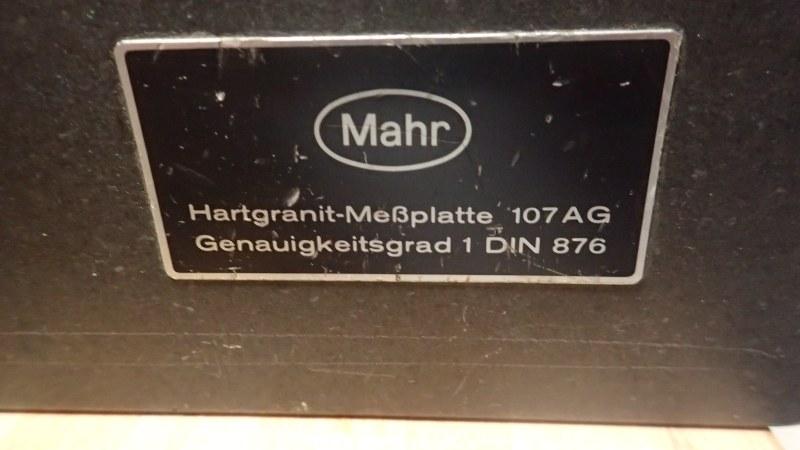 Mahr
Hartgranit-Meßplatte 107AG
Genauigkeitsgrad 1 DIN 876